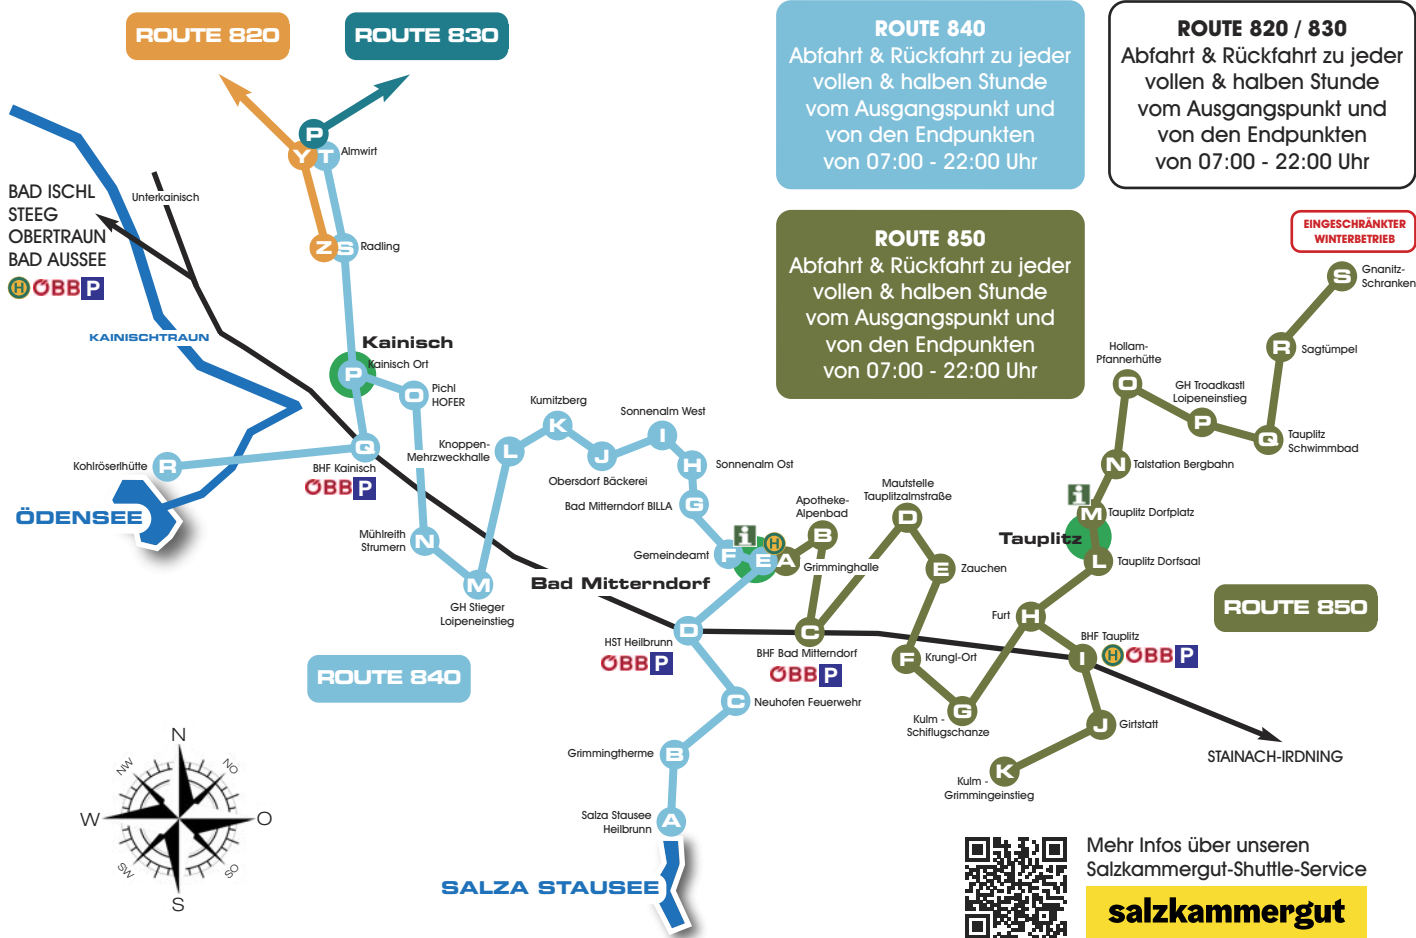 ROUTE 820
ROUTE 830
ROUTE 840
Abfahrt & Rückfahrt zu jeder
vollen & halben Stunde
vom Ausgangspunkt und
von den Endpunkten
von 07:00 - 22:00 Uhr
ROUTE 820 / 830
Abfahrt & Rückfahrt zu jeder
vollen & halben Stunde
vom Ausgangspunkt und
von den Endpunkten
von 07:00 - 22:00 Uhr
ROUTE 850
Abfahrt & Rückfahrt zu jeder
vollen & halben Stunde
vom Ausgangspunkt und
von den Endpunkten
von 07:00 - 22:00 Uhr
EINGESCHRÄNKTER
WINTERBETRIEB
P
Y
T
Almwirt
Z
S
Radling
Unterkainisch
BAD ISCHL
STEEG
OBERTRAUN
BAD AUSSEE
H ÖBB P
KAINISCHTRAUN
Kainisch
P
Kainisch Ort
O
Pichl
HOFER
Q
BHF Kainisch
ÖBB P
R
Kohlröserlhütte
ÖDENSEE
N
Mühlreith
Strumern
M
GH Stieger
Loipeneinstieg
L
Knoppen-
Mehrzweckhalle
K
Kumitzberg
J
Obersdorf Bäckerei
I
Sonnenalm West
H
Sonnenalm Ost
G
Bad Mitterndorf BILLA
F
Gemeindeamt
i
H
E
A
Grimminghalle
Bad Mitterndorf
B
Apotheke-
Alpenbad
C
BHF Bad Mitterndorf
ÖBB P
D
HST Heilbrunn
ÖBB P
C
Neuhofen Feuerwehr
B
Grimmingtherme
A
Salza Stausee
Heilbrunn
SALZA STAUSEE
ROUTE 840
D
Mautstelle
Tauplitzalmstraße
E
Zauchen
F
Krungl-Ort
G
Kulm -
Schiflugschanze
H
Furt
I
BHF Tauplitz
H ÖBB P
J
Girtstatt
K
Kulm -
Grimmingeinstieg
L
Tauplitz Dorfsaal
i
M
Tauplitz Dorfplatz
Tauplitz
N
Talstation Bergbahn
O
Hollam-
Pfannerhütte
P
GH Troadkastl
Loipeneinstieg
Q
Tauplitz
Schwimmbad
R
Sagtümpel
S
Gnanitz-
Schranken
ROUTE 850
STAINACH-IRDNING
N
NO
O
SO
S
SW
W
NW
Mehr Infos über unseren
Salzkammergut-Shuttle-Service
salzkammergut